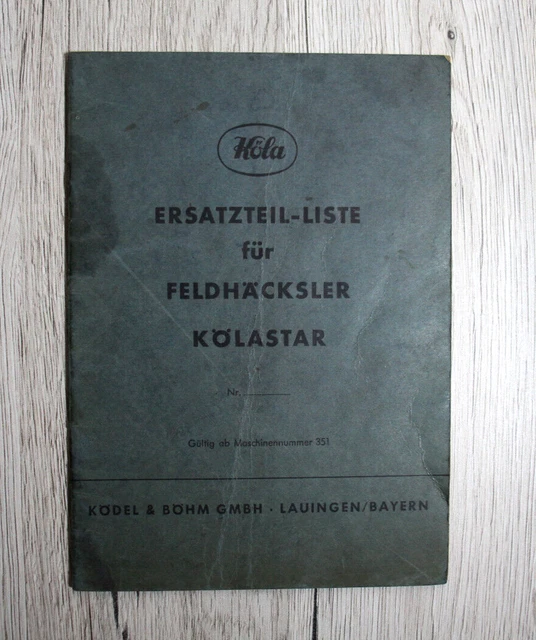 Köla
ERSATZTEIL-LISTE
für
FELDHÄCKSLER
KÖLASTAR
Nr.
Gültig ab Maschinennummer 351
KÖDEL & BÖHM GMBH · LAUINGEN/BAYERN